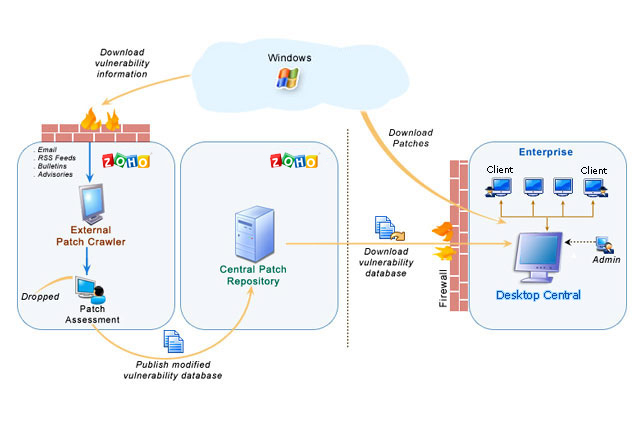 Download
vulnerability
information
Windows
Download
Patches
. Email
. RSS Feeds
. Bulletins
. Advisories
ZOHO
ZOHO
Enterprise
Client
Client
External
Patch Crawler
Central Patch
Repository
Download
vulnerability
database
Firewall
Admin
Desktop Central
Dropped
Patch
Assessment
Publish modified
vulnerability database